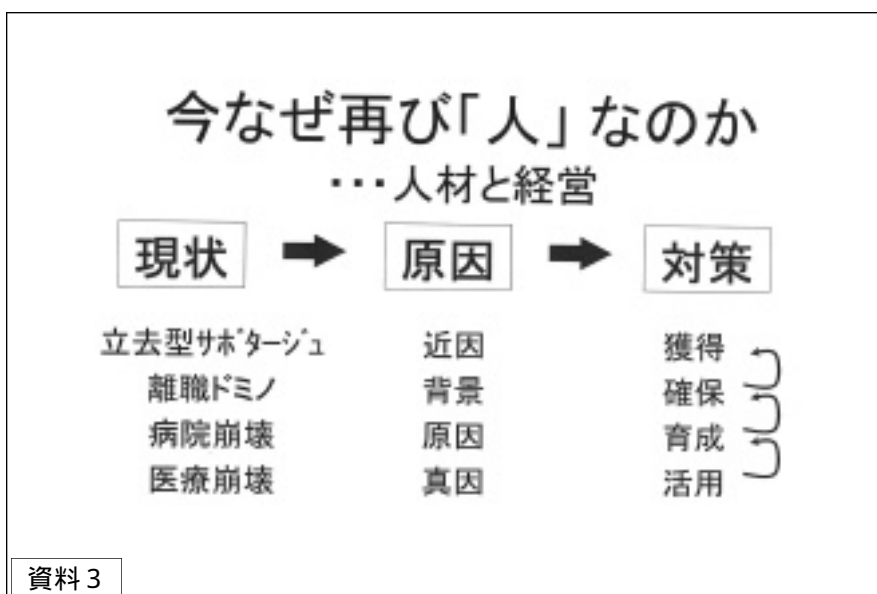 今なぜ再び「人」なのか
・・・人材と経営
現状 ➡ 原因 ➡ 対策
立去型サボタージュ 近因 獲得
離職ドミノ 背景 確保
病院崩壊 原因 育成
医療崩壊 真因 活用
資料3